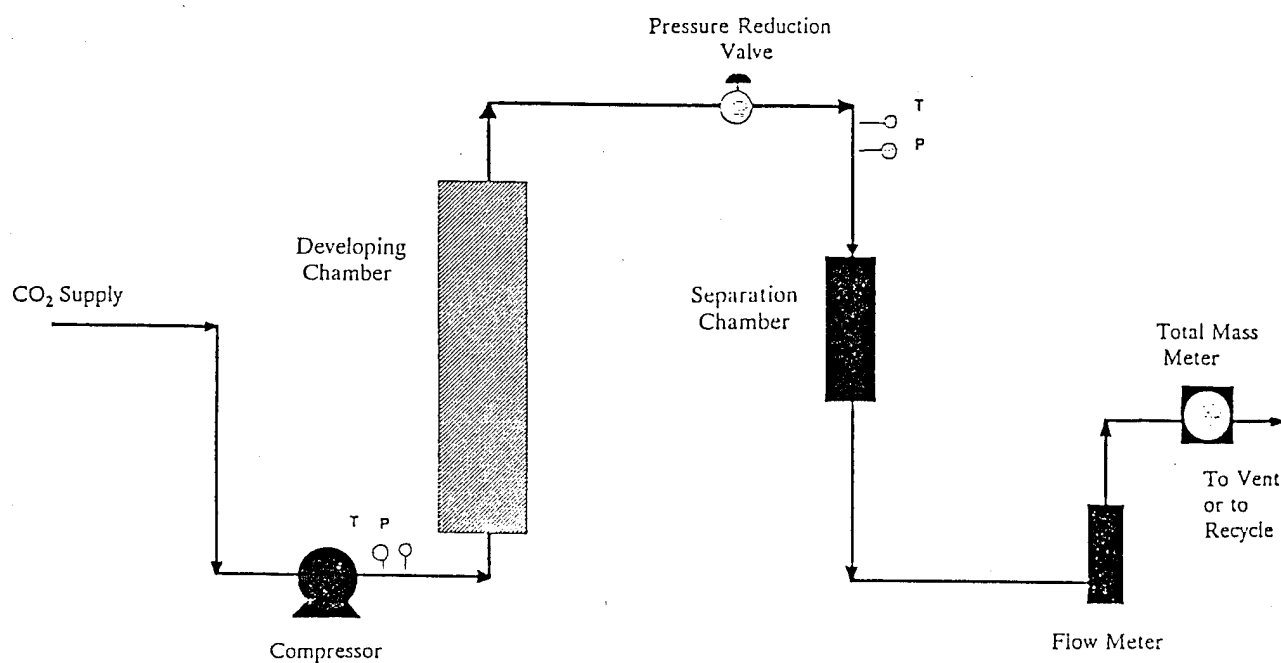 Pressure Reduction
Valve
T
P
Developing
Chamber
CO₂ Supply
Separation
Chamber
Total Mass
Meter
To Vent
or to
Recycle
T P
Compressor
Flow Meter